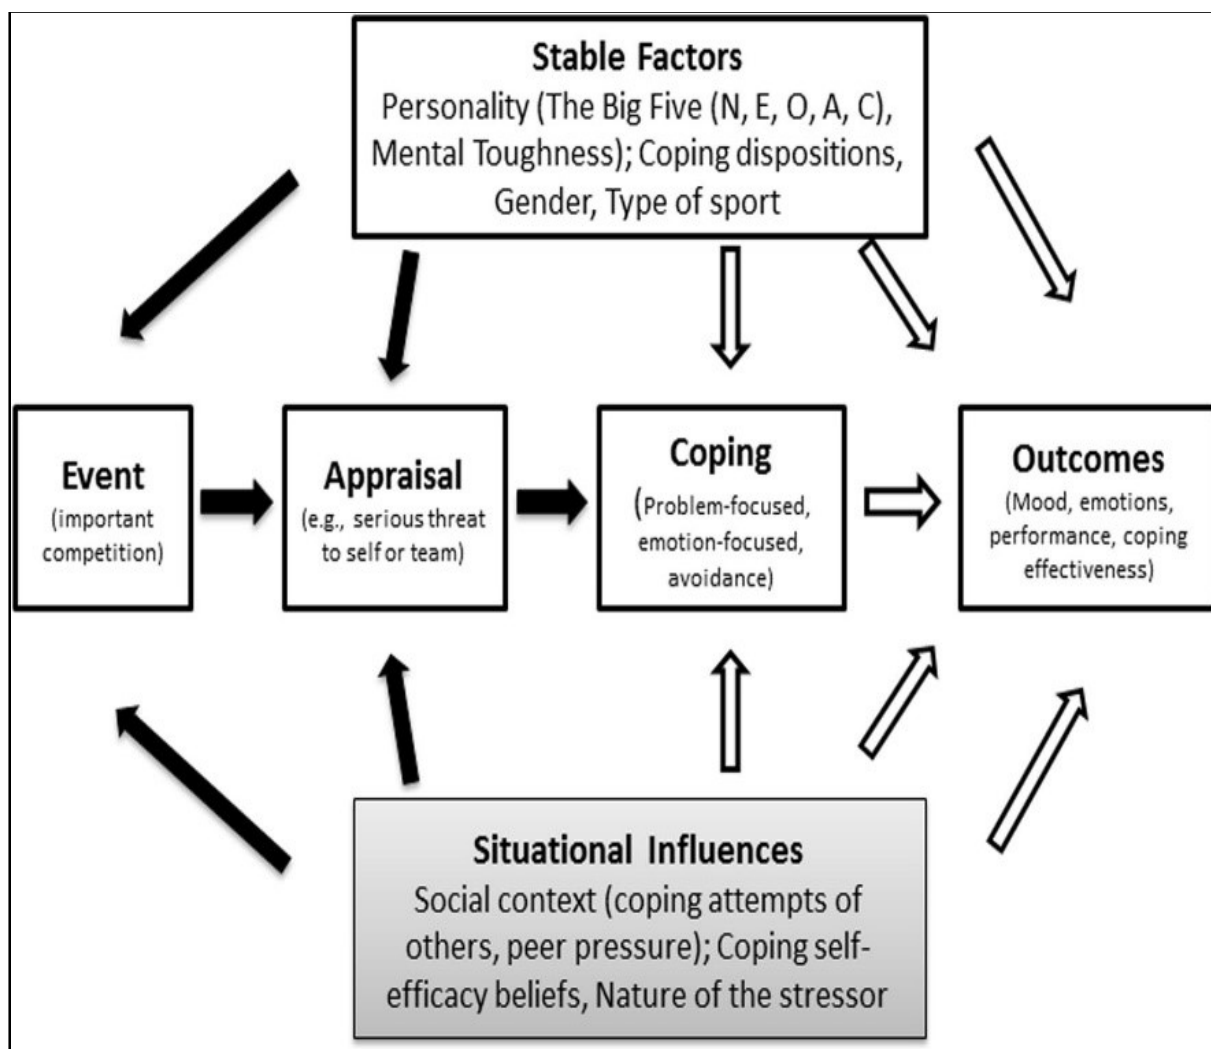 Stable Factors
Personality (The Big Five (N, E, O, A, C),
Mental Toughness); Coping dispositions,
Gender, Type of sport
Event
(important
competition)
Appraisal
(e.g., serious threat
to self or team)
Coping
(Problem-focused,
emotion-focused,
avoidance)
Outcomes
(Mood, emotions,
performance, coping
effectiveness)
Situational Influences
Social context (coping attempts of
others, peer pressure); Coping self-
efficacy beliefs, Nature of the stressor